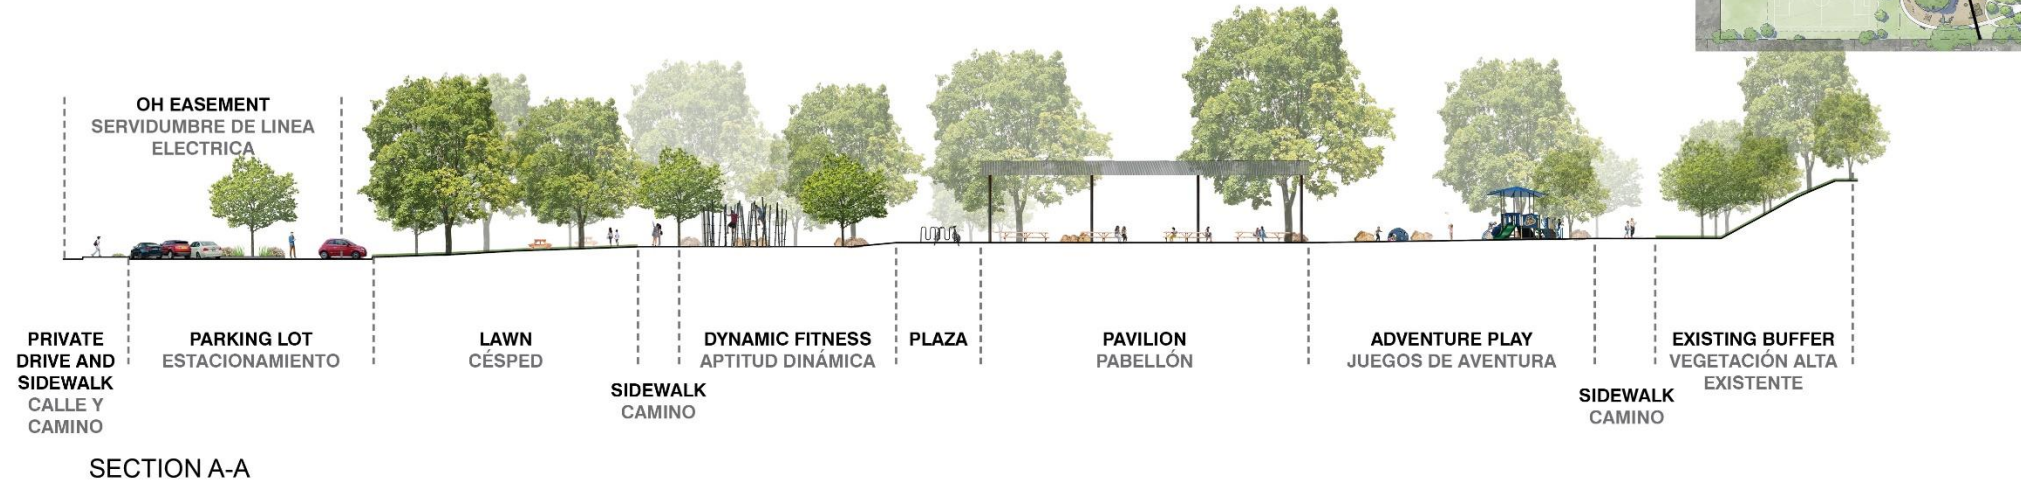 OH EASEMENT
SERVIDUMBRE DE LINEA
ELECTRICA
PRIVATE
DRIVE AND
SIDEWALK
CALLE Y
CAMINO
PARKING LOT
ESTACIONAMIENTO
LAWN
CÉSPED
SIDEWALK
CAMINO
DYNAMIC FITNESS
APTITUD DINÁMICA
PLAZA
PAVILION
PABELLÓN
ADVENTURE PLAY
JUEGOS DE AVENTURA
SIDEWALK
CAMINO
EXISTING BUFFER
VEGETACIÓN ALTA
EXISTENTE
SECTION A-A